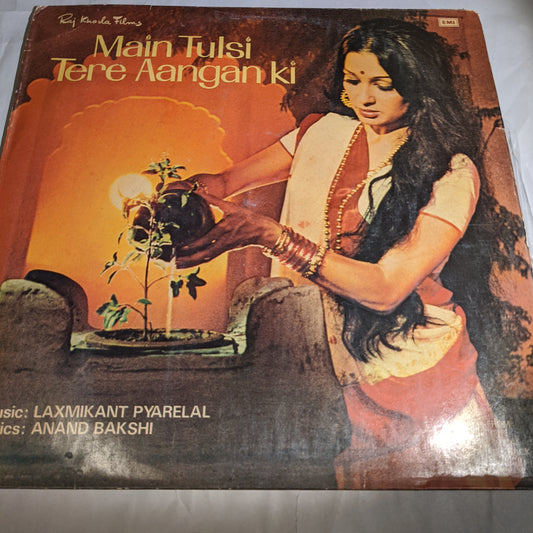 Raj Khosla Films
EMI
Main Tulsi
Tere Aangan ki
usic: LAXMIKANT PYARELAL
ics: ANAND BAKSHI